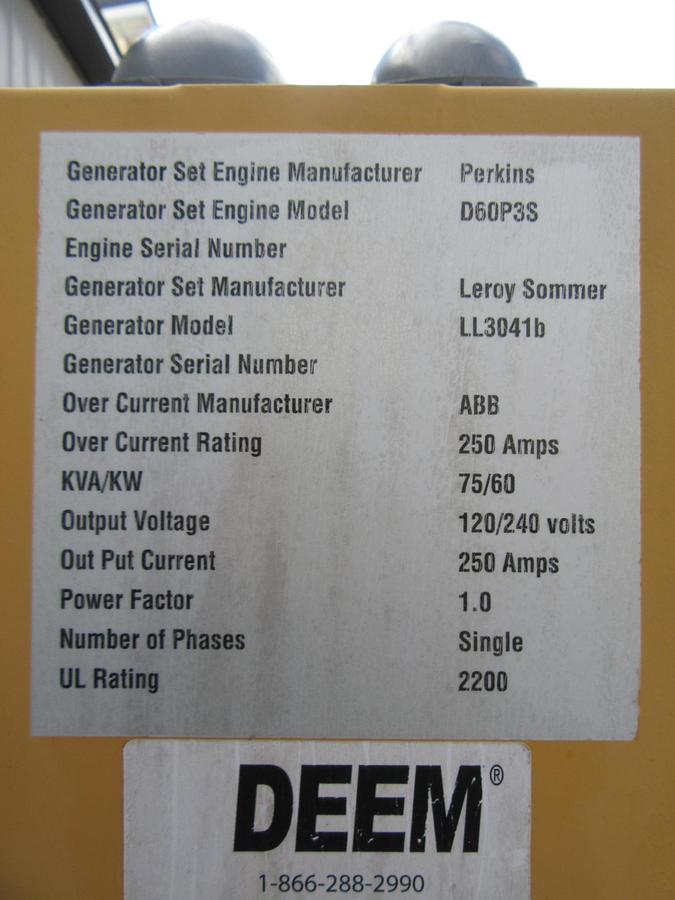 Generator Set Engine Manufacturer Perkins
Generator Set Engine Model D60P3S
Engine Serial Number
Generator Set Manufacturer Leroy Sommer
Generator Model LL3041b
Generator Serial Number
Over Current Manufacturer ABB
Over Current Rating 250 Amps
KVA/KW 75/60
Output Voltage 120/240 volts
Out Put Current 250 Amps
Power Factor 1.0
Number of Phases Single
UL Rating 2200
DEEM®
1-866-288-2990